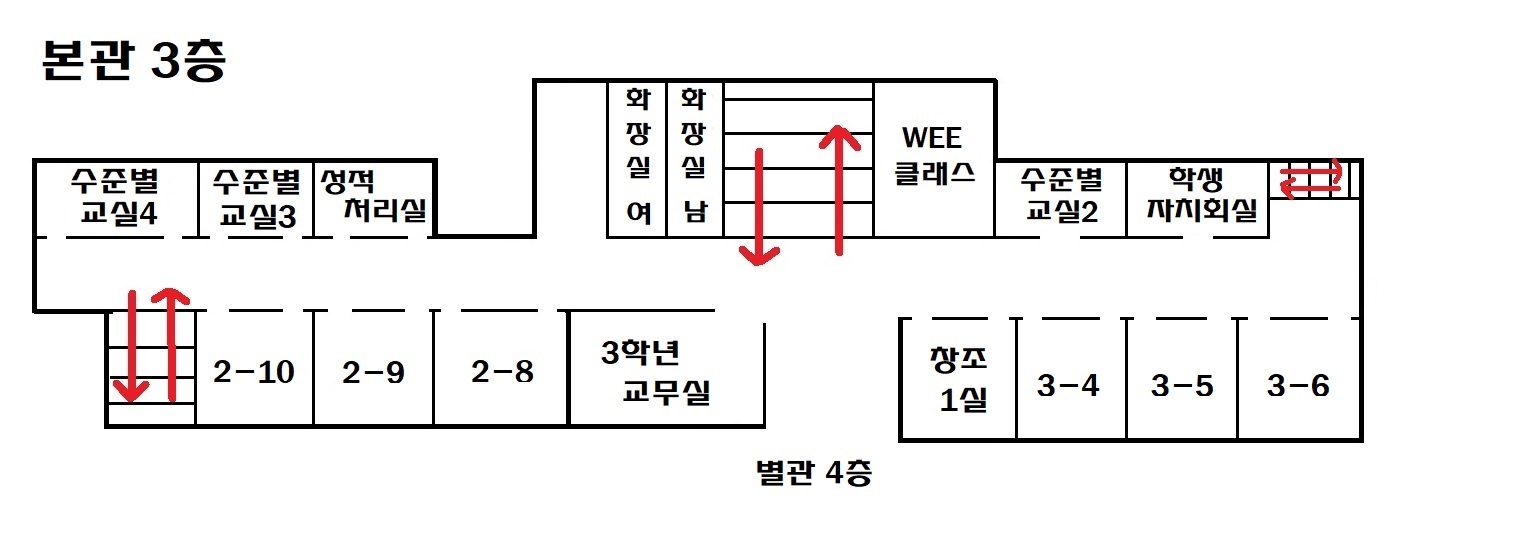 본관 3층
화장실 여
화장실 남
WEE
클래스
수준별
교실4
수준별
교실3
성적
처리실
수준별
교실2
학생
자치회실
2-10
2-9
2-8
3학년
교무실
창조
1실
3-4
3-5
3-6
별관 4층